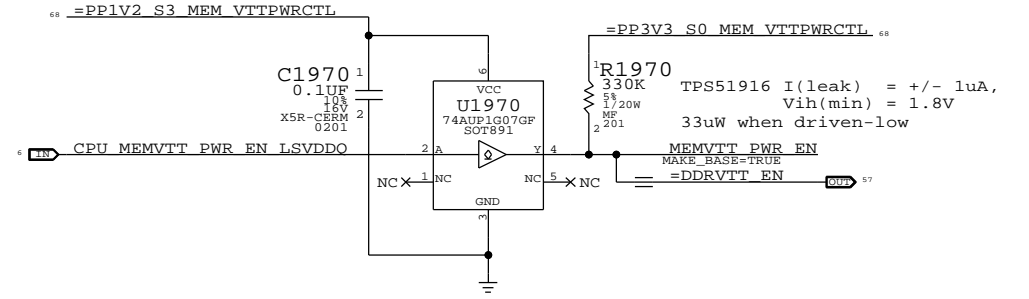 68 =PP1V2_S3_MEM_VTTPWRCTL
=PP3V3_S0_MEM_VTTPWRCTL 68
C1970 1
0.1UF
10%
16V
X5R-CERM 2
0201
6
VCC
U1970
74AUP1G07GF
SOT891
1 R1970
330K
5%
1/20W
MF
2 201
TPS51916 I(leak) = +/- 1uA,
Vih(min) = 1.8V
33uW when driven-low
6 IN CPU_MEMVTT_PWR_EN_LSVDDQ 2 A
Y 4 MEMVTT_PWR_EN
MAKE_BASE=TRUE
NC 1 NC
NC 5 NC
=DDRVTT_EN OUT 57
GND
3